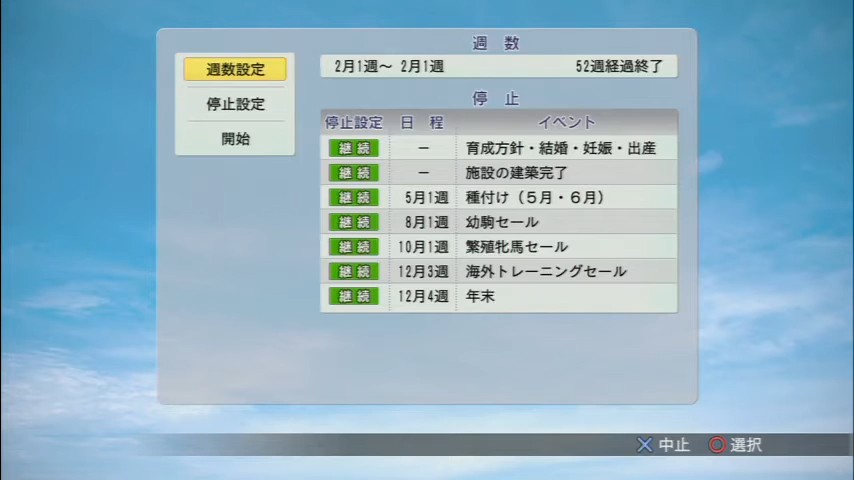 週数設定
停止設定
開始
週 数
2月1週～ 2月1週 52週経過終了
停 止
停止設定 日 程 イベント
継続 － 育成方針・結婚・妊娠・出産
継続 － 施設の建築完了
継続 5月1週 種付け（５月・６月）
継続 8月1週 幼駒セール
継続 10月1週 繁殖牝馬セール
継続 12月3週 海外トレーニングセール
継続 12月4週 年末
中止 選択